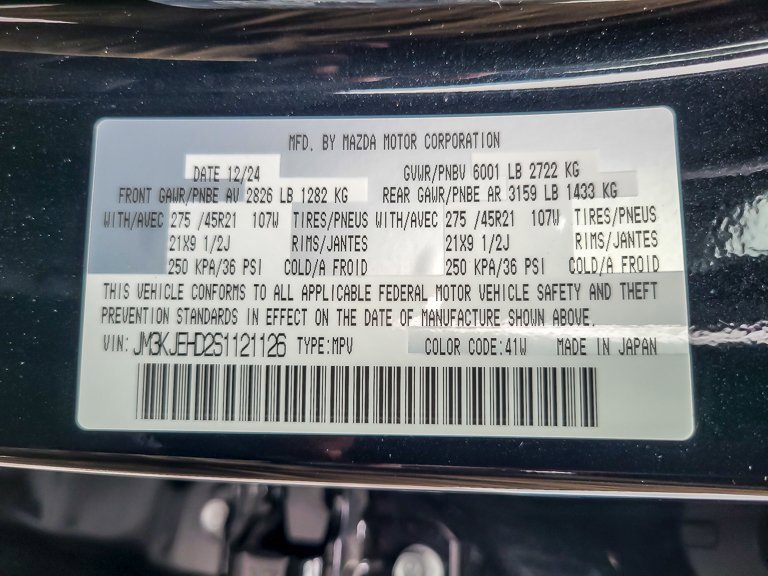 MFD. BY MAZDA MOTOR CORPORATION
DATE 12/24 GVWR/PNBV 6001 LB 2722 KG
FRONT GAWR/PNBE AV 2826 LB 1282 KG REAR GAWR/PNBE AR 3159 LB 1433 KG
WITH/AVEC 275 /45R21 107W TIRES/PNEUS WITH/AVEC 275 /45R21 107W TIRES/PNEUS
21X9 1/2J RIMS/JANTES 21X9 1/2J RIMS/JANTES
250 KPA/36 PSI COLD/A FROID 250 KPA/36 PSI COLD/A FROID
THIS VEHICLE CONFORMS TO ALL APPLICABLE FEDERAL MOTOR VEHICLE SAFETY AND THEFT
PREVENTION STANDARDS IN EFFECT ON THE DATE OF MANUFACTURE SHOWN ABOVE.
VIN: JM3KJEHD2S1121126 TYPE:MPV COLOR CODE:41W MADE IN JAPAN